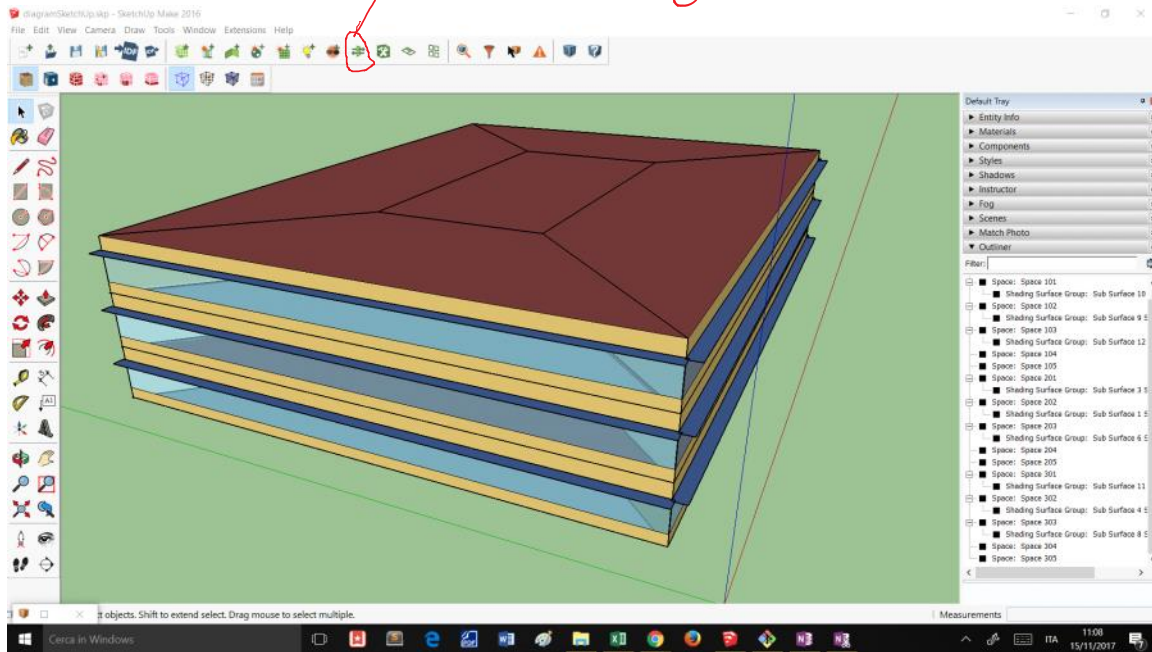 diagramSketchUp.skp - SketchUp Make 2016
File Edit View Camera Draw Tools Window Extensions Help
Default Tray
Entity Info
Materials
Components
Styles
Shadows
Instructor
Fog
Scenes
Match Photo
Outliner
Filter:
Space: Space 101
Shading Surface Group: Sub Surface 10
Space: Space 102
Shading Surface Group: Sub Surface 9 S
Space: Space 103
Shading Surface Group: Sub Surface 12
Space: Space 104
Space: Space 105
Space: Space 201
Shading Surface Group: Sub Surface 3 S
Space: Space 202
Shading Surface Group: Sub Surface 1 S
Space: Space 203
Shading Surface Group: Sub Surface 6 S
Space: Space 204
Space: Space 205
Space: Space 301
Shading Surface Group: Sub Surface 11
Space: Space 302
Shading Surface Group: Sub Surface 4 S
Space: Space 303
Shading Surface Group: Sub Surface 8 S
Space: Space 304
Space: Space 305
objects. Shift to extend select. Drag mouse to select multiple.
Measurements
Cerca in Windows
ITA
11:08
15/11/2017